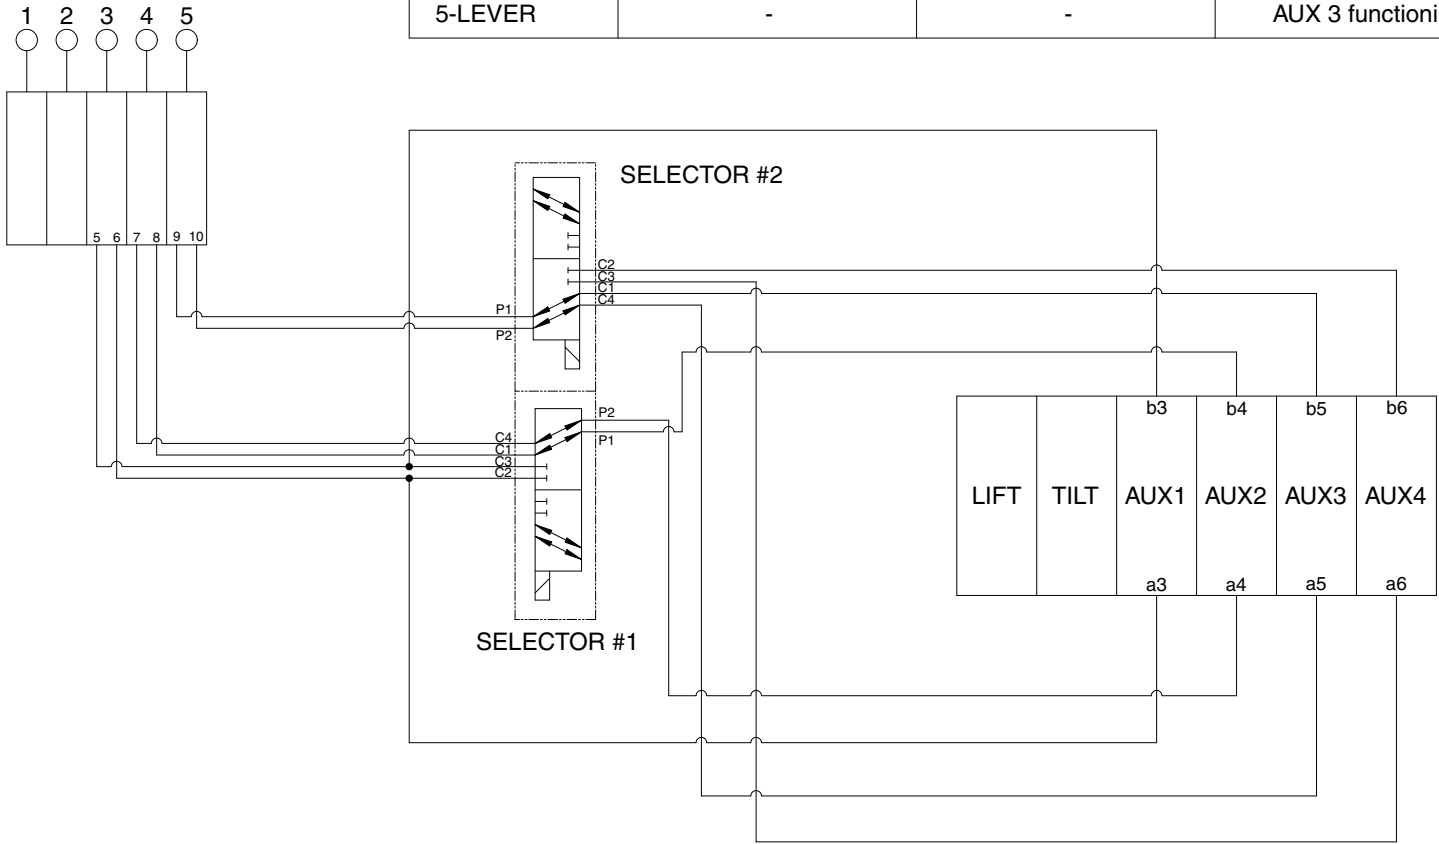 1 2 3 4 5
5-LEVER - - AUX 3 functioni
SELECTOR #2
5 6 7 8 9 10
C2
C3
C1
C4
P1
P2
P2
P1
C4
C1
C3
C2
b3 b4 b5 b6
LIFT TILT AUX1 AUX2 AUX3 AUX4
a3 a4 a5 a6
SELECTOR #1